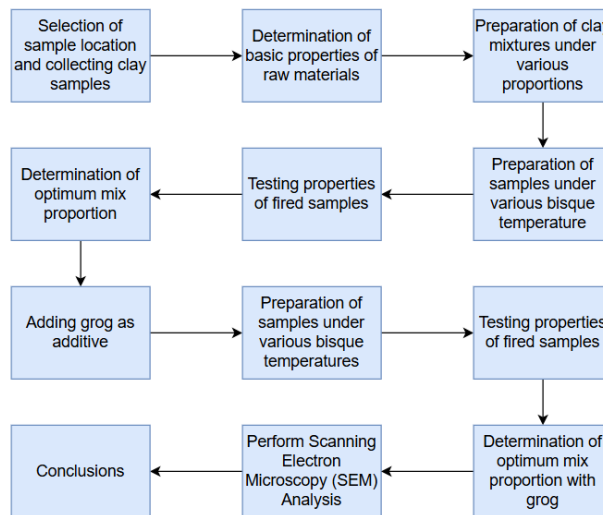 Selection of
sample location
and collecting clay
samples
Determination of
basic properties of
raw materials
Preparation of clay
mixtures under
various
proportions
Preparation of
samples under
various bisque
temperature
Testing properties
of fired samples
Determination of
optimum mix
proportion
Adding grog as
additive
Preparation of
samples under
various bisque
temperatures
Testing properties
of fired samples
Determination of
optimum mix
proportion with
grog
Perform Scanning
Electron
Microscopy (SEM)
Analysis
Conclusions